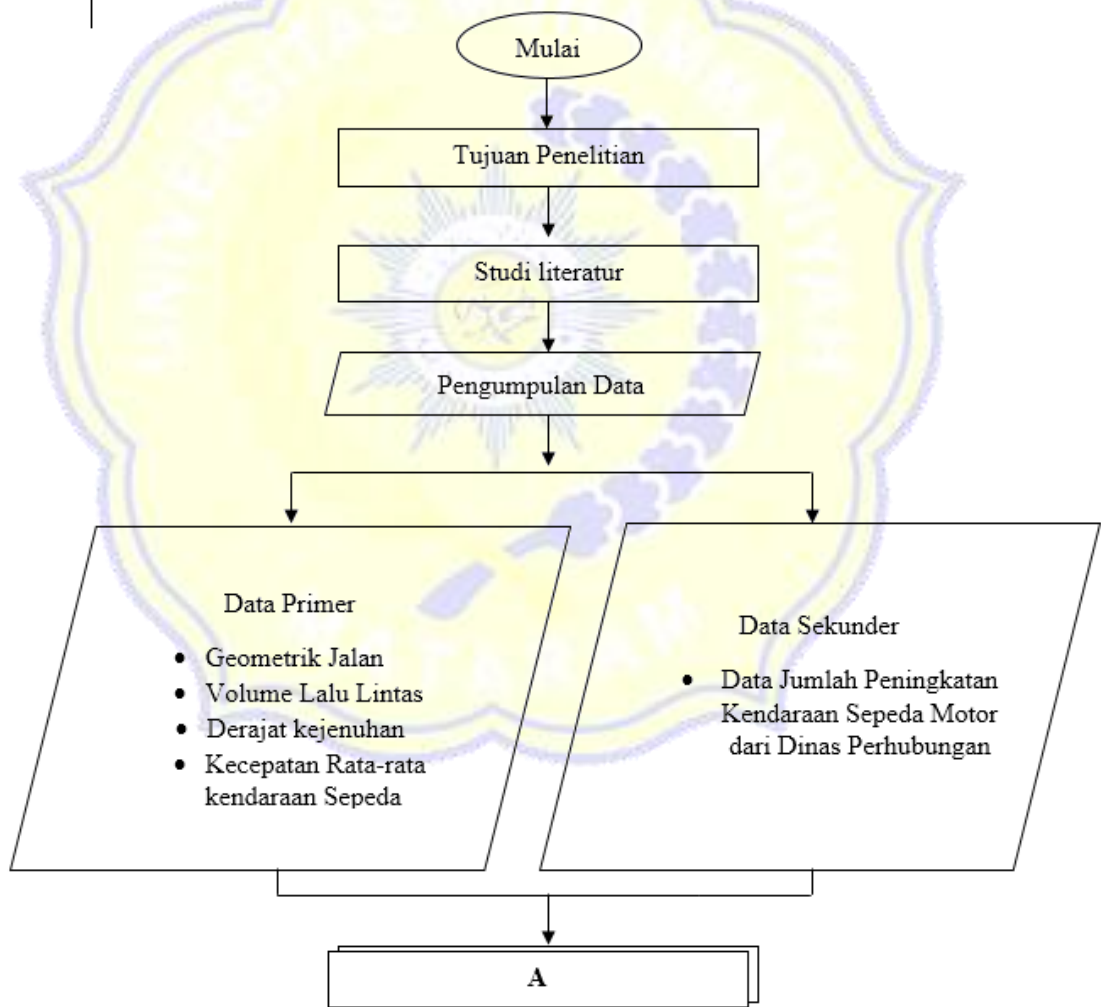 Mulai
Tujuan Penelitian
Studi literatur
Pengumpulan Data
Data Primer
• Geometrik Jalan
• Volume Lalu Lintas
• Derajat kejenuhan
• Kecepatan Rata-rata
kendaraan Sepeda
Data Sekunder
• Data Jumlah Peningkatan
Kendaraan Sepeda Motor
dari Dinas Perhubungan
A